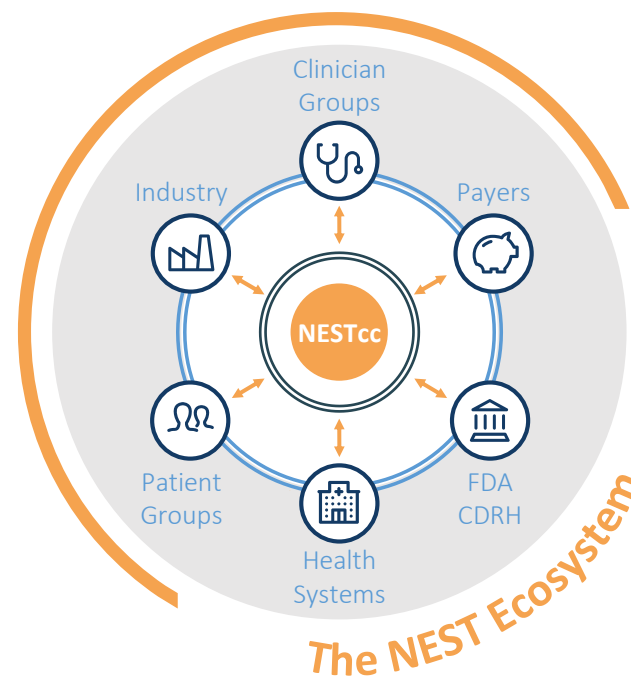 Clinician
Groups
Industry
Payers
NESTcc
Patient
Groups
FDA
CDRH
Health
Systems
The NEST Ecosystem